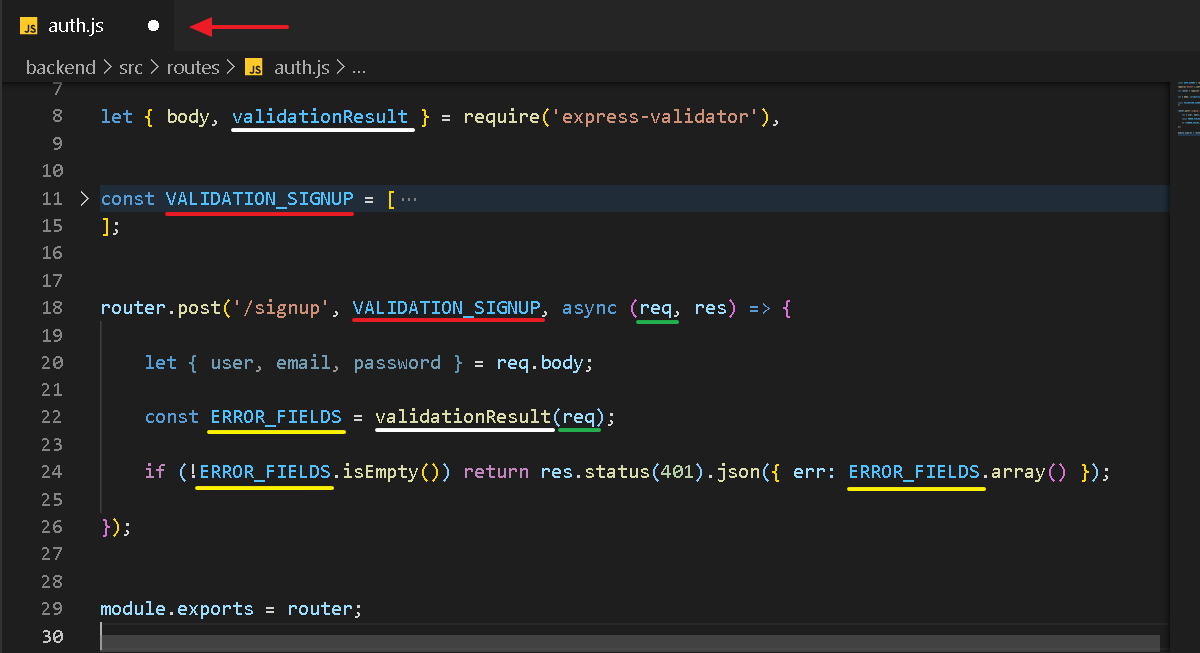 JS auth.js
backend > src > routes > JS auth.js > ...
7
8 let { body, validationResult } = require('express-validator'),
9
10
11 > const VALIDATION_SIGNUP = [ ...
15 ];
16
17
18 router.post('/signup', VALIDATION_SIGNUP, async (req, res) => {
19
20 let { user, email, password } = req.body;
21
22 const ERROR_FIELDS = validationResult(req);
23
24 if (!ERROR_FIELDS.isEmpty()) return res.status(401).json({ err: ERROR_FIELDS.array() });
25
26 });
27
28
29 module.exports = router;
30